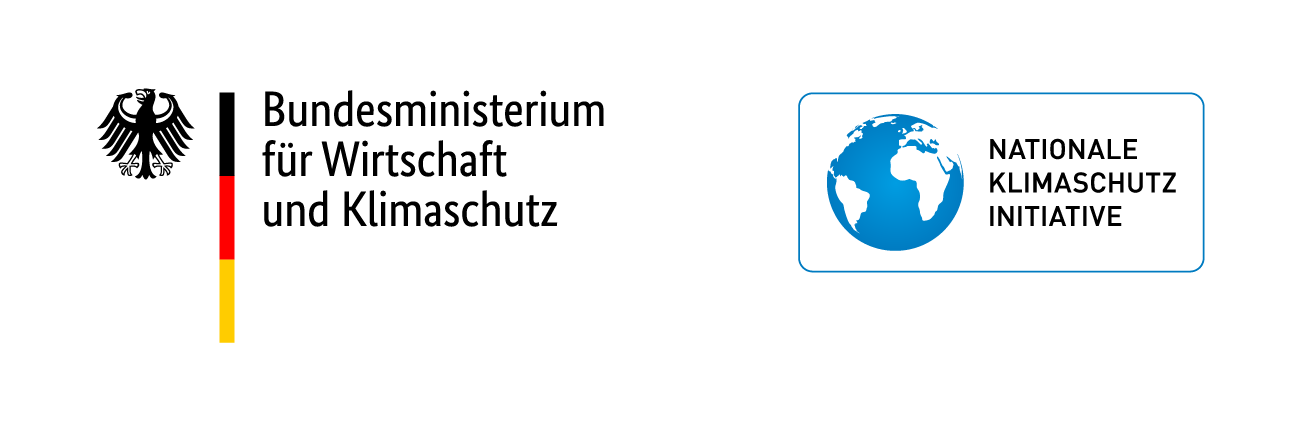 Bundesministerium
für Wirtschaft
und Klimaschutz
NATIONALE
KLIMASCHUTZ
INITIATIVE